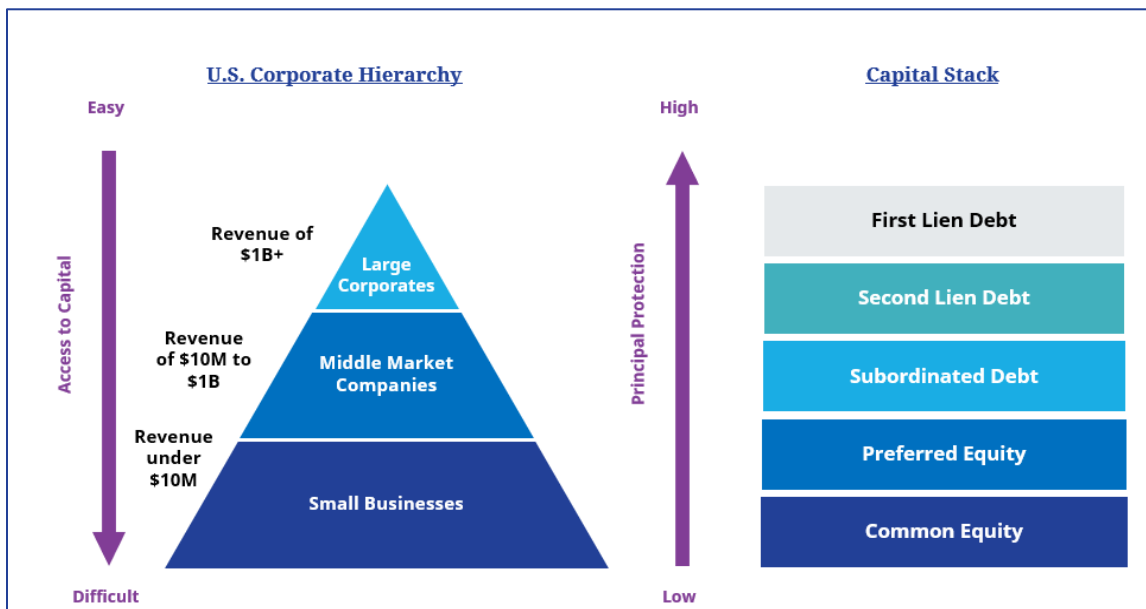 U.S. Corporate Hierarchy
Easy
Access to Capital
Difficult
Revenue of
$1B+
Large
Corporates
Revenue
of $10M to
$1B
Middle Market
Companies
Revenue
under
$10M
Small Businesses
Capital Stack
High
Principal Protection
Low
First Lien Debt
Second Lien Debt
Subordinated Debt
Preferred Equity
Common Equity